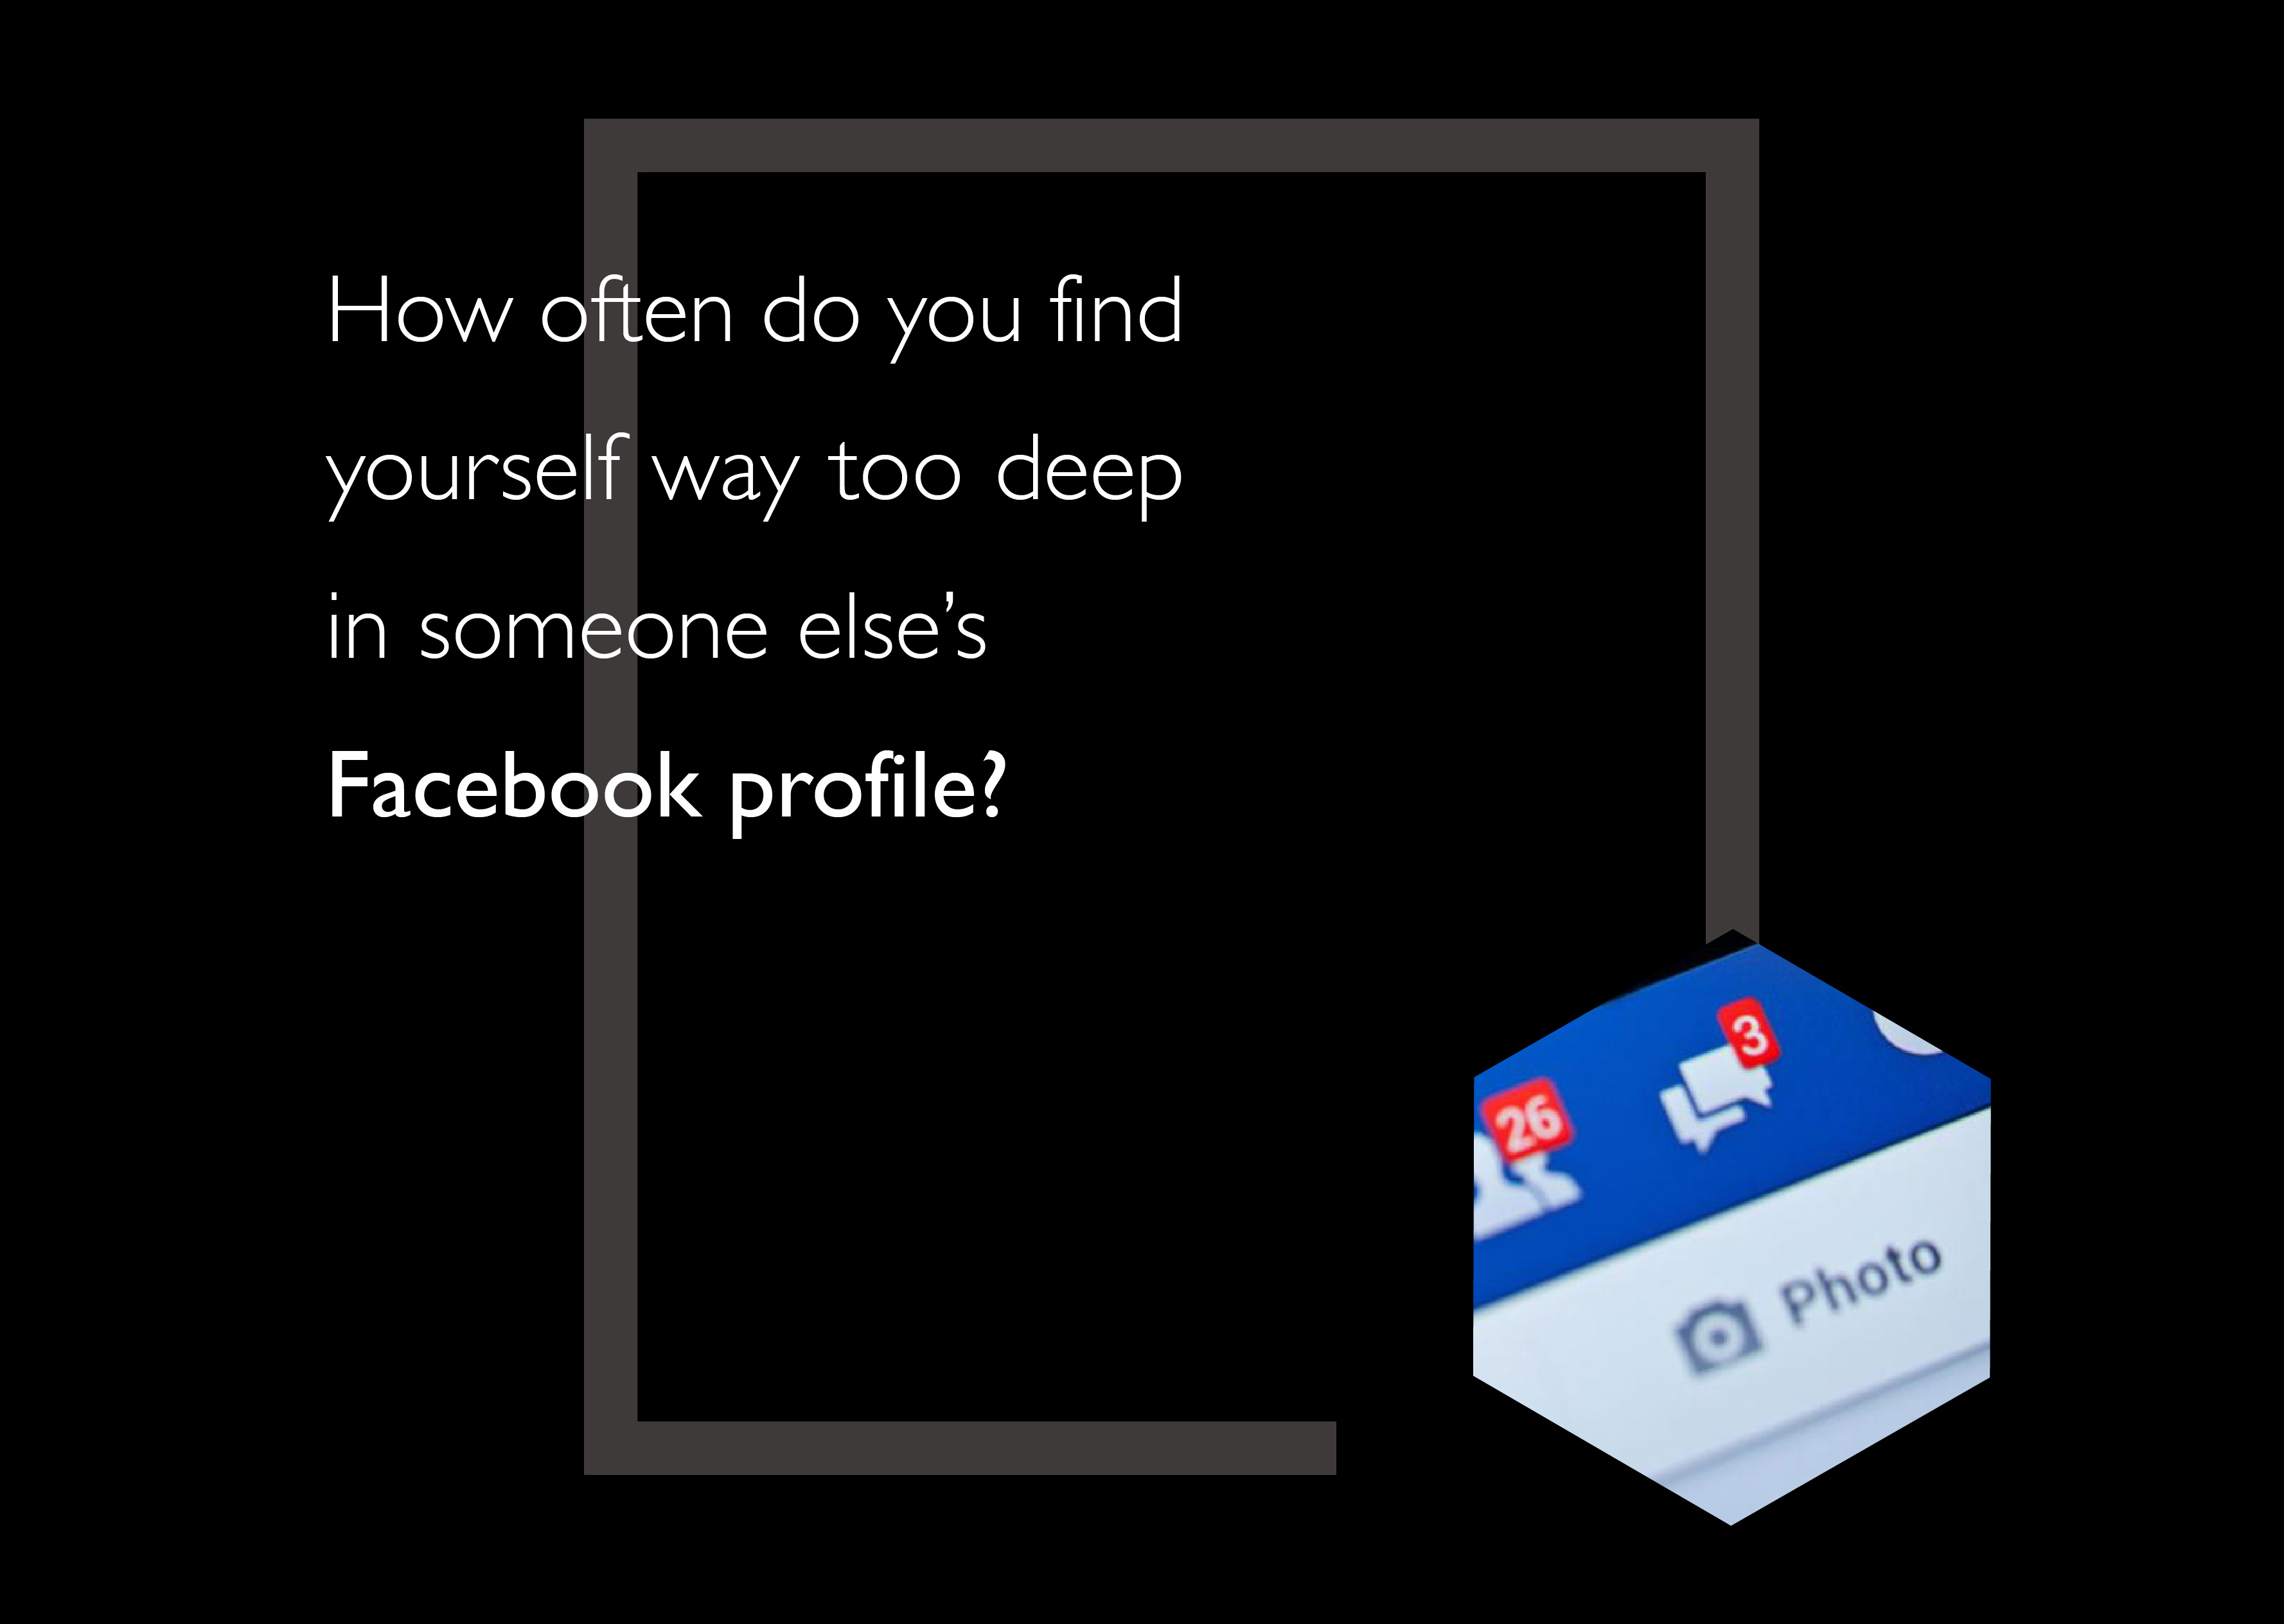 How often do you find
yourself way too deep
in someone else’s
Facebook profile?
3
26
Photo